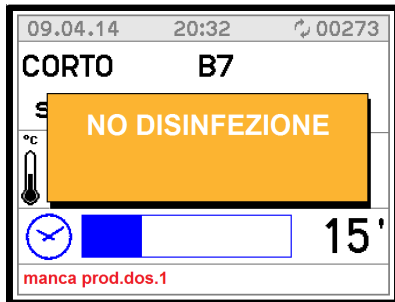 09.04.14 20:32 00273
CORTO B7
NO DISINFEZIONE
°C
15'
manca prod.dos.1